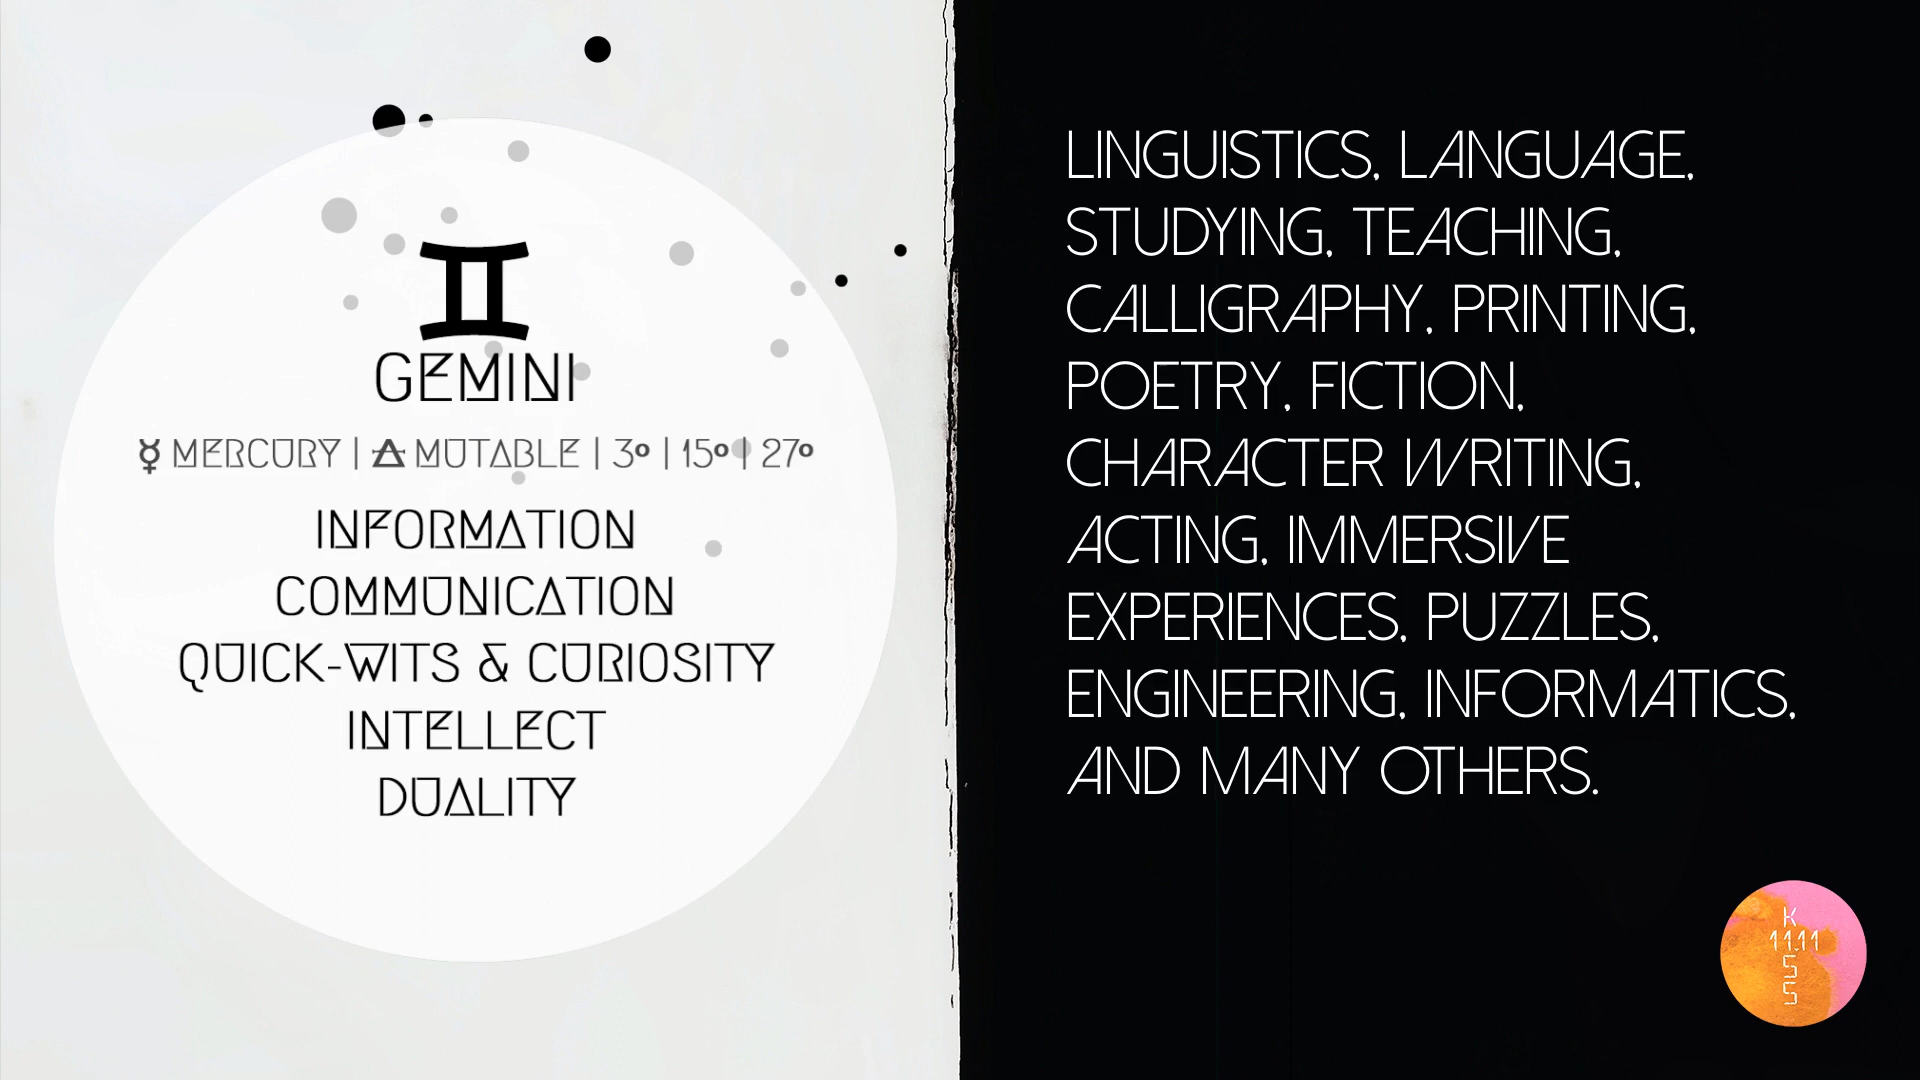 ♊
GEMINI
☿ MERCURY | 🜁 MUTABLE | 3º | 15º | 27º
INFORMATION
COMMUNICATION
QUICK-WITS & CURIOSITY
INTELLECT
DUALITY
LINGUISTICS, LANGUAGE,
STUDYING, TEACHING,
CALLIGRAPHY, PRINTING,
POETRY, FICTION,
CHARACTER WRITING,
ACTING, IMMERSIVE
EXPERIENCES, PUZZLES,
ENGINEERING, INFORMATICS,
AND MANY OTHERS.
K
11:11
S
S